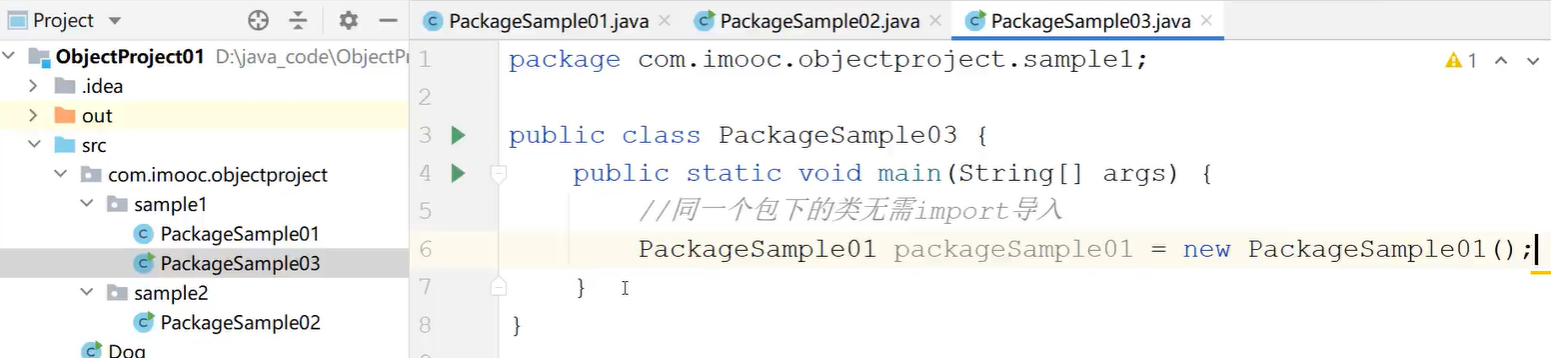 Project
ObjectProject01 D:\java_code\ObjectPr
.idea
out
src
com.imooc.objectproject
sample1
PackageSample01
PackageSample03
sample2
PackageSample02
Dog
PackageSample01.java PackageSample02.java PackageSample03.java
1 package com.imooc.objectproject.sample1; 1
2
3 public class PackageSample03 {
4 public static void main(String[] args) {
5 //同一个包下的类无需import导入
6 PackageSample01 packageSample01 = new PackageSample01();
7 }
8 }